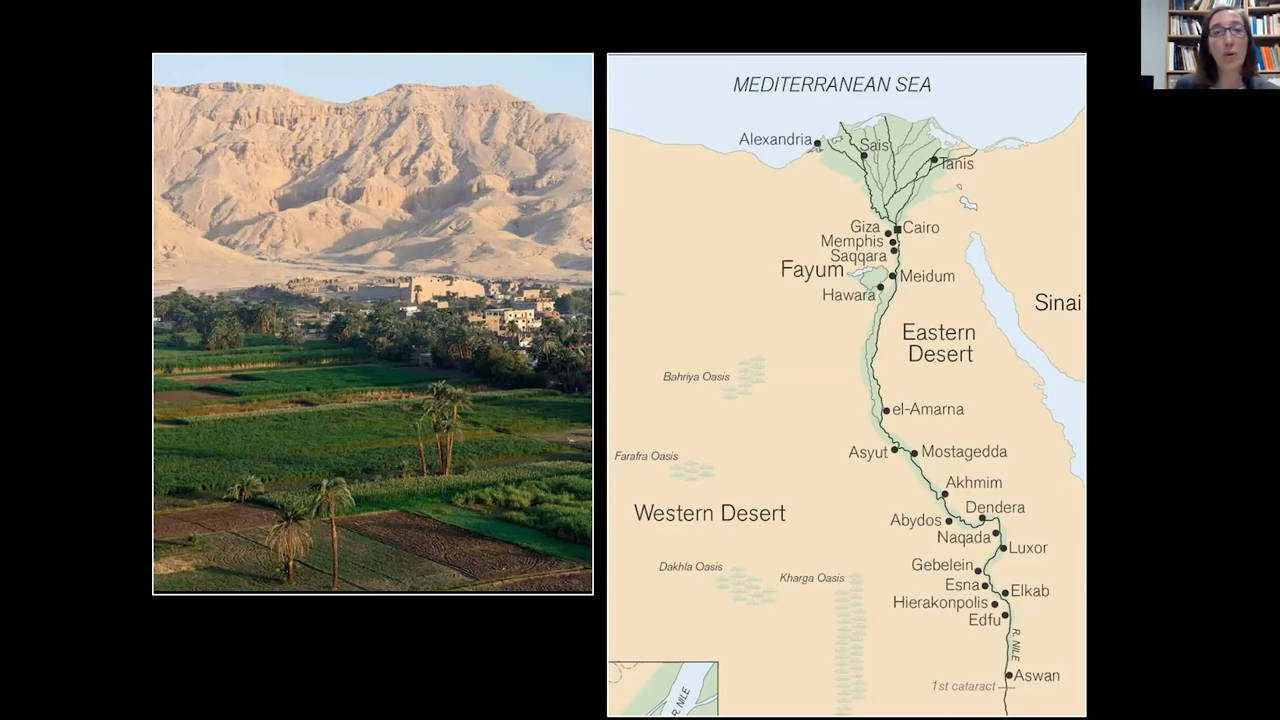 MEDITERRANEAN SEA
Alexandria
Sais
Tanis
Giza
Cairo
Memphis
Saqqara
Fayum
Meidum
Hawara
Sinai
Eastern
Desert
Bahriya Oasis
el-Amarna
Asyut
Mostagedda
Farafra Oasis
Akhmim
Western Desert
Dendera
Abydos
Naqada
Luxor
Gebelein
Dakhla Oasis
Kharga Oasis
Esna
Elkab
Hierakonpolis
Edfu
R. NILE
Aswan
1st cataract
R. NILE